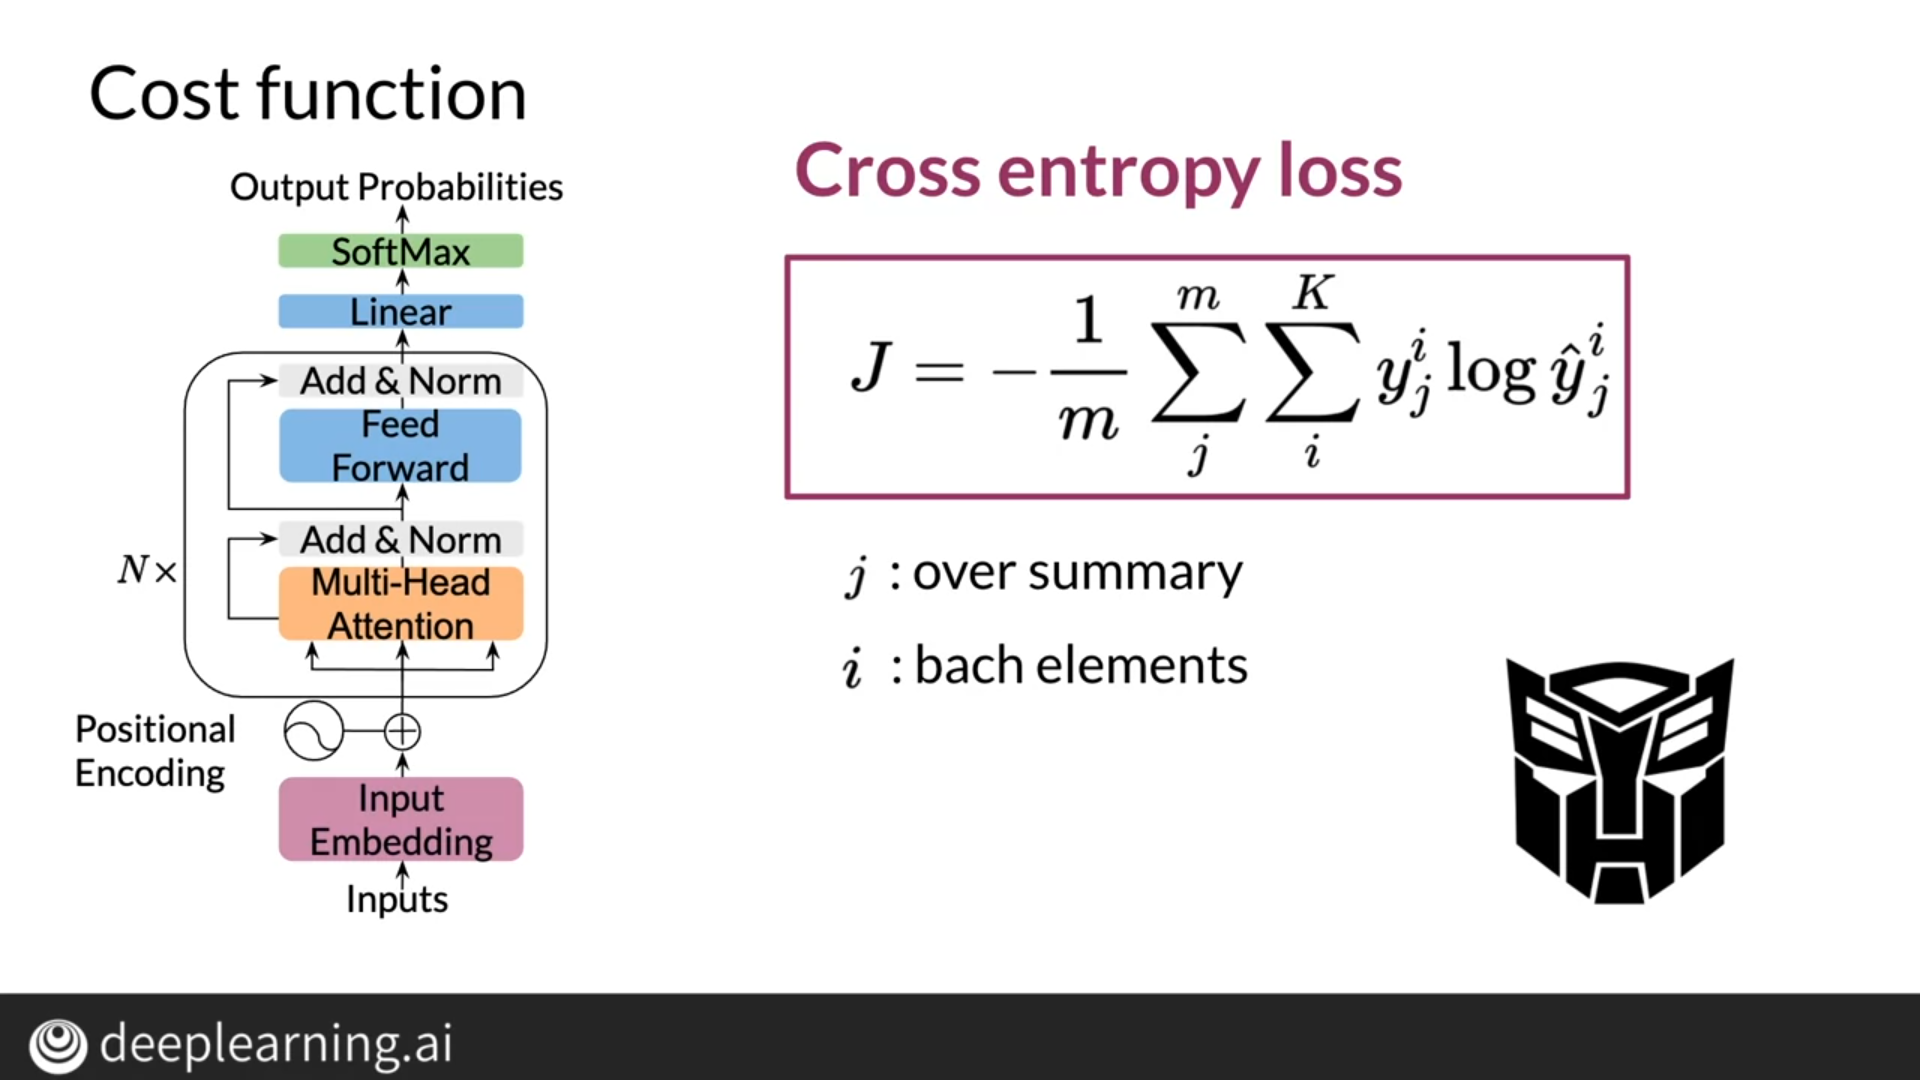 Cost function
Output Probabilities
SoftMax
Linear
Add & Norm
Feed
Forward
Add & Norm
Multi-Head
Attention
N×
Positional
Encoding
Input
Embedding
Inputs
Cross entropy loss
J = -\frac{1}{m} \sum_{j}^{m} \sum_{i}^{K} y_j^i \log \hat{y}_j^i
j : over summary
i : bach elements
deeplearning.ai